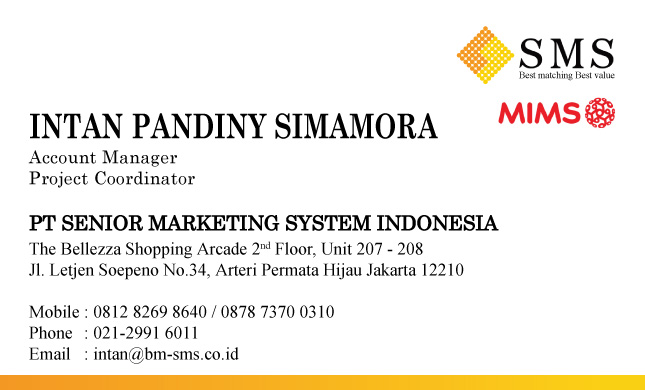 SMS
Best matching Best value
MIMS
INTAN PANDINY SIMAMORA
Account Manager
Project Coordinator
PT SENIOR MARKETING SYSTEM INDONESIA
The Bellezza Shopping Arcade 2nd Floor, Unit 207 - 208
Jl. Letjen Soepeno No.34, Arteri Permata Hijau Jakarta 12210
Mobile : 0812 8269 8640 / 0878 7370 0310
Phone : 021-2991 6011
Email : intan@bm-sms.co.id